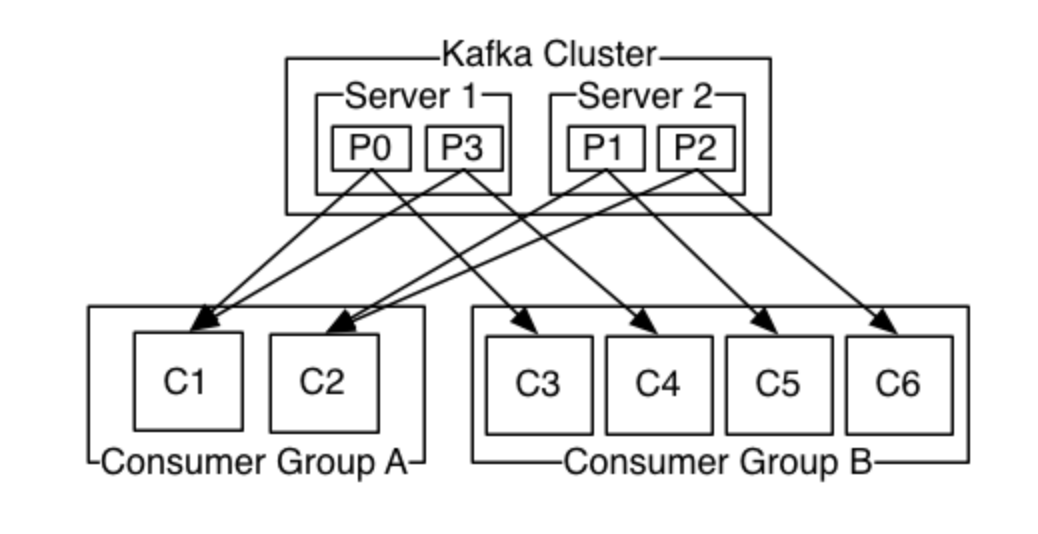 Kafka Cluster
Server 1
Server 2
P0
P3
P1
P2
C1
C2
C3
C4
C5
C6
Consumer Group A
Consumer Group B